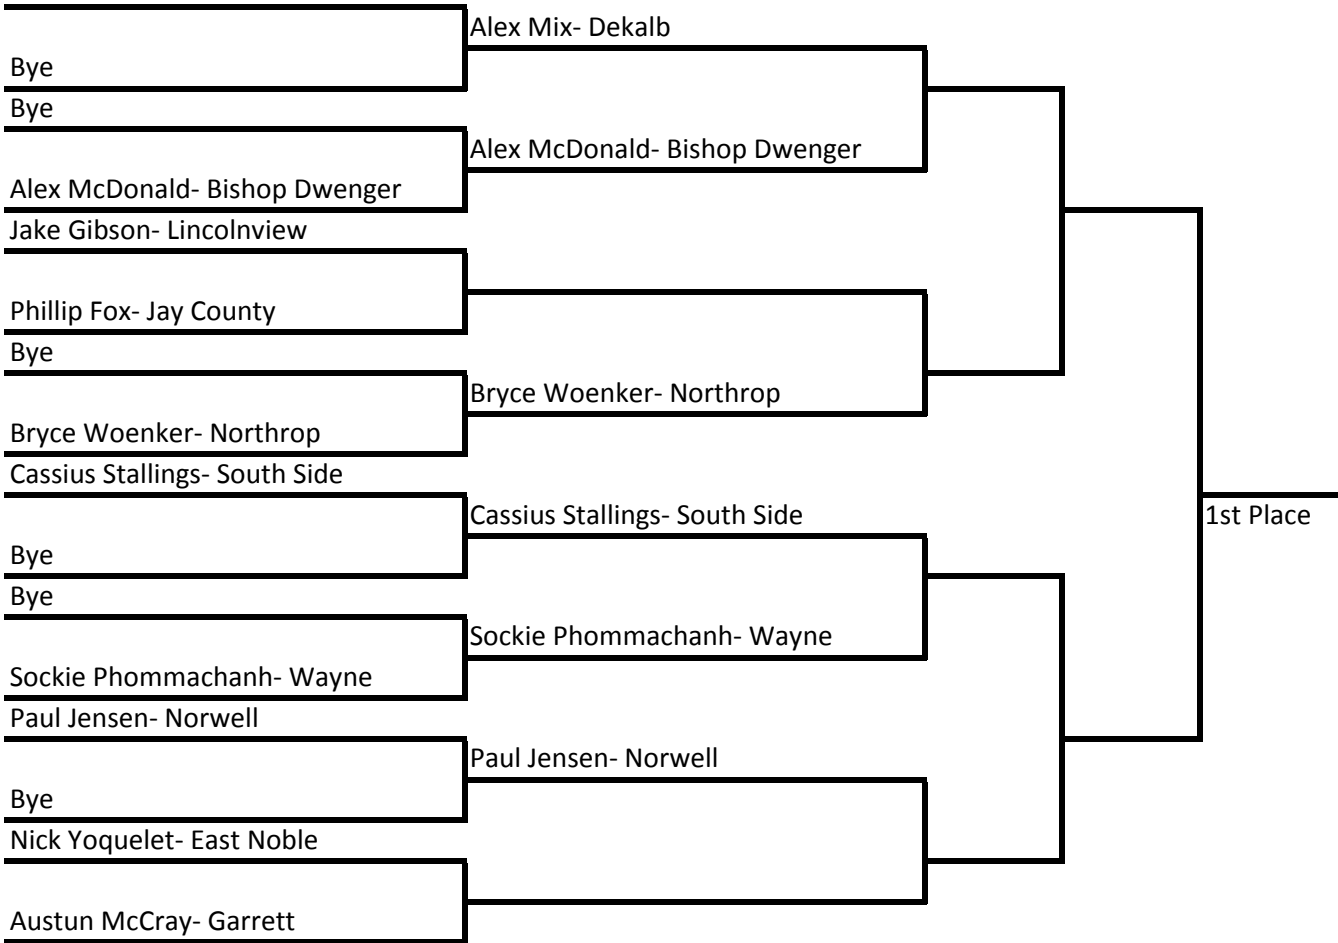 Alex Mix- Dekalb
Bye
Bye
Alex McDonald- Bishop Dwenger
Alex McDonald- Bishop Dwenger
Jake Gibson- Lincolnview
Phillip Fox- Jay County
Bye
Bryce Woenker- Northrop
Bryce Woenker- Northrop
Cassius Stallings- South Side
Cassius Stallings- South Side
1st Place
Bye
Bye
Sockie Phommachanh- Wayne
Sockie Phommachanh- Wayne
Paul Jensen- Norwell
Paul Jensen- Norwell
Bye
Nick Yoquelet- East Noble
Austun McCray- Garrett